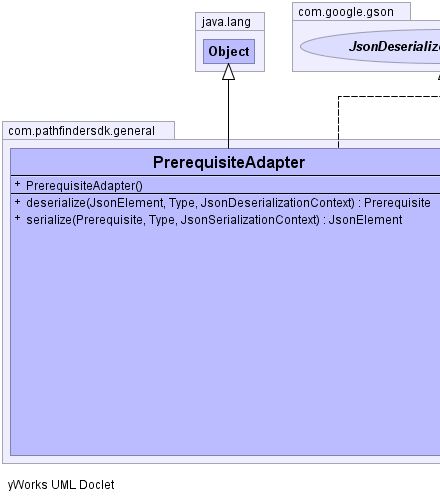 java.lang
com.google.gson
Object
com.pathfindersdk.general
PrerequisiteAdapter
+ PrerequisiteAdapter()
+ deserialize(JsonElement, Type, JsonDeserializationContext) : Prerequisite
+ serialize(Prerequisite, Type, JsonSerializationContext) : JsonElement
yWorks UML Doclet